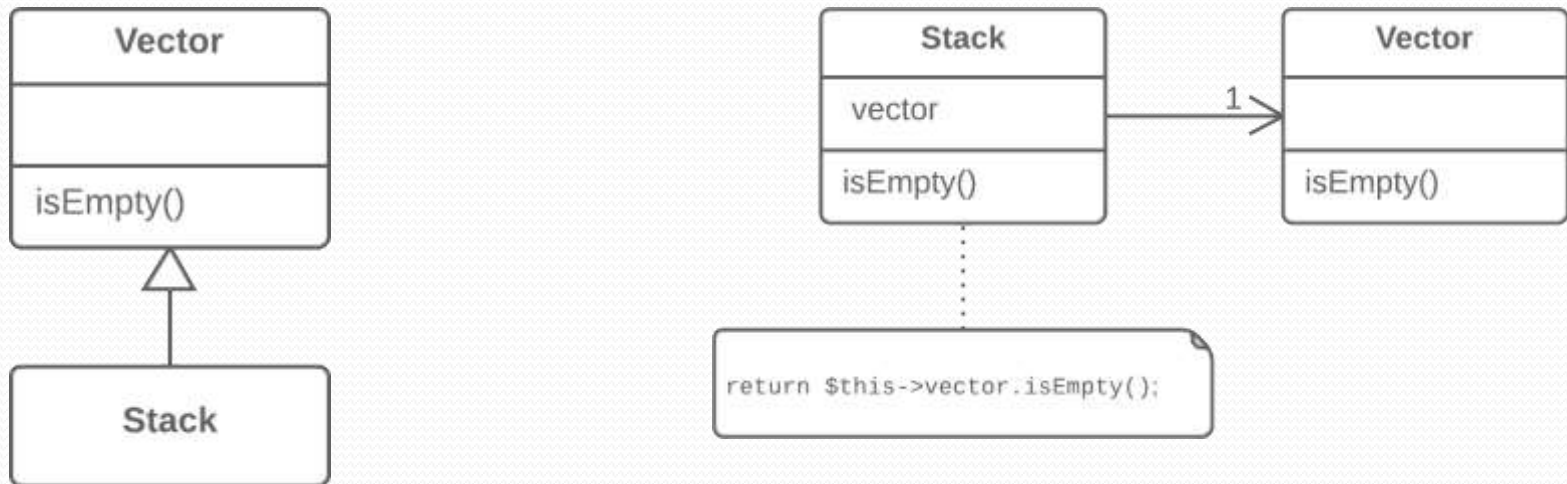 Vector
isEmpty()
Stack
Stack
vector
isEmpty()
1
Vector
isEmpty()
return $this->vector.isEmpty();